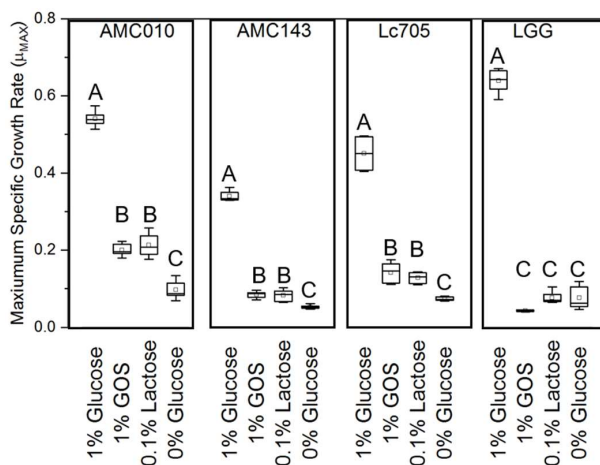 AMC010 AMC143 Lc705 LGG
Maxiumum Specific Growth Rate (μMAX)
0.8
0.6
0.4
0.2
0.0
A
B B
C
A
B B
C
A
B B
C
A
C C C
1% Glucose
1% GOS
0.1% Lactose
0% Glucose
1% Glucose
1% GOS
0.1% Lactose
0% Glucose
1% Glucose
1% GOS
0.1% Lactose
0% Glucose
1% Glucose
1% GOS
0.1% Lactose
0% Glucose